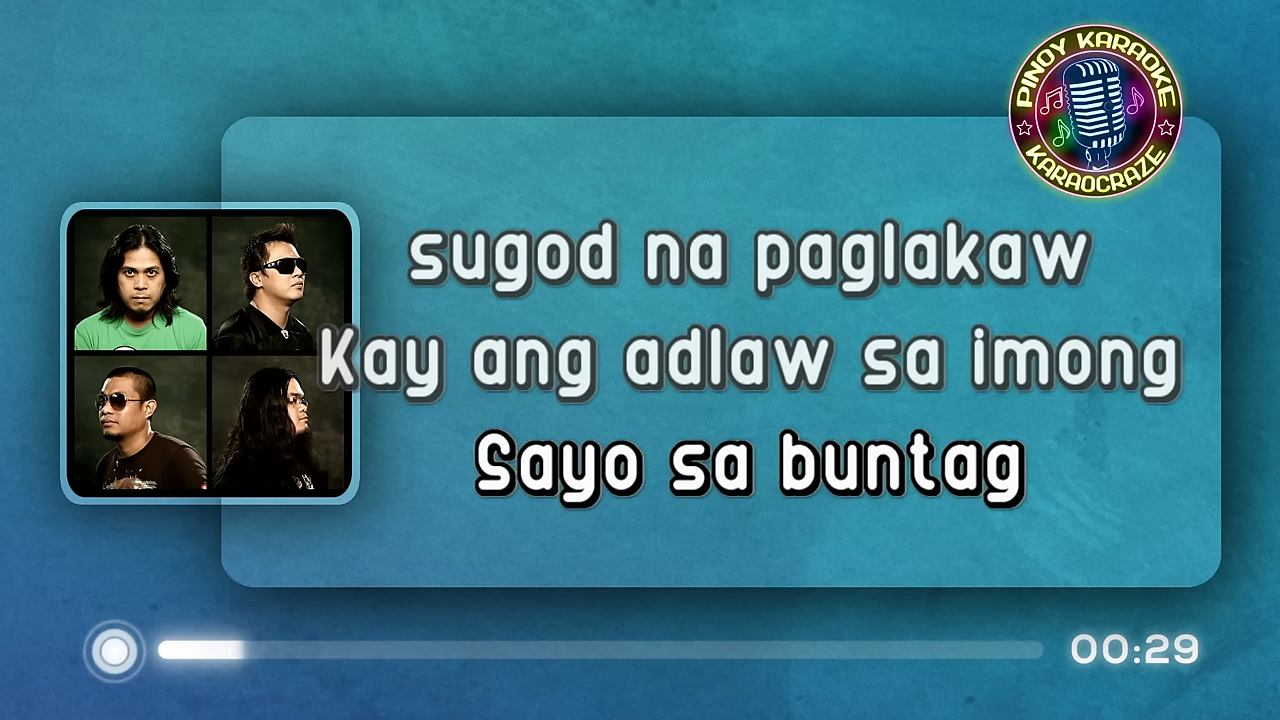 PINOY KARAOKE
KARAOCRAZE
sugod na paglakaw
Kay ang adlaw sa imong
Sayo sa buntag
00:29